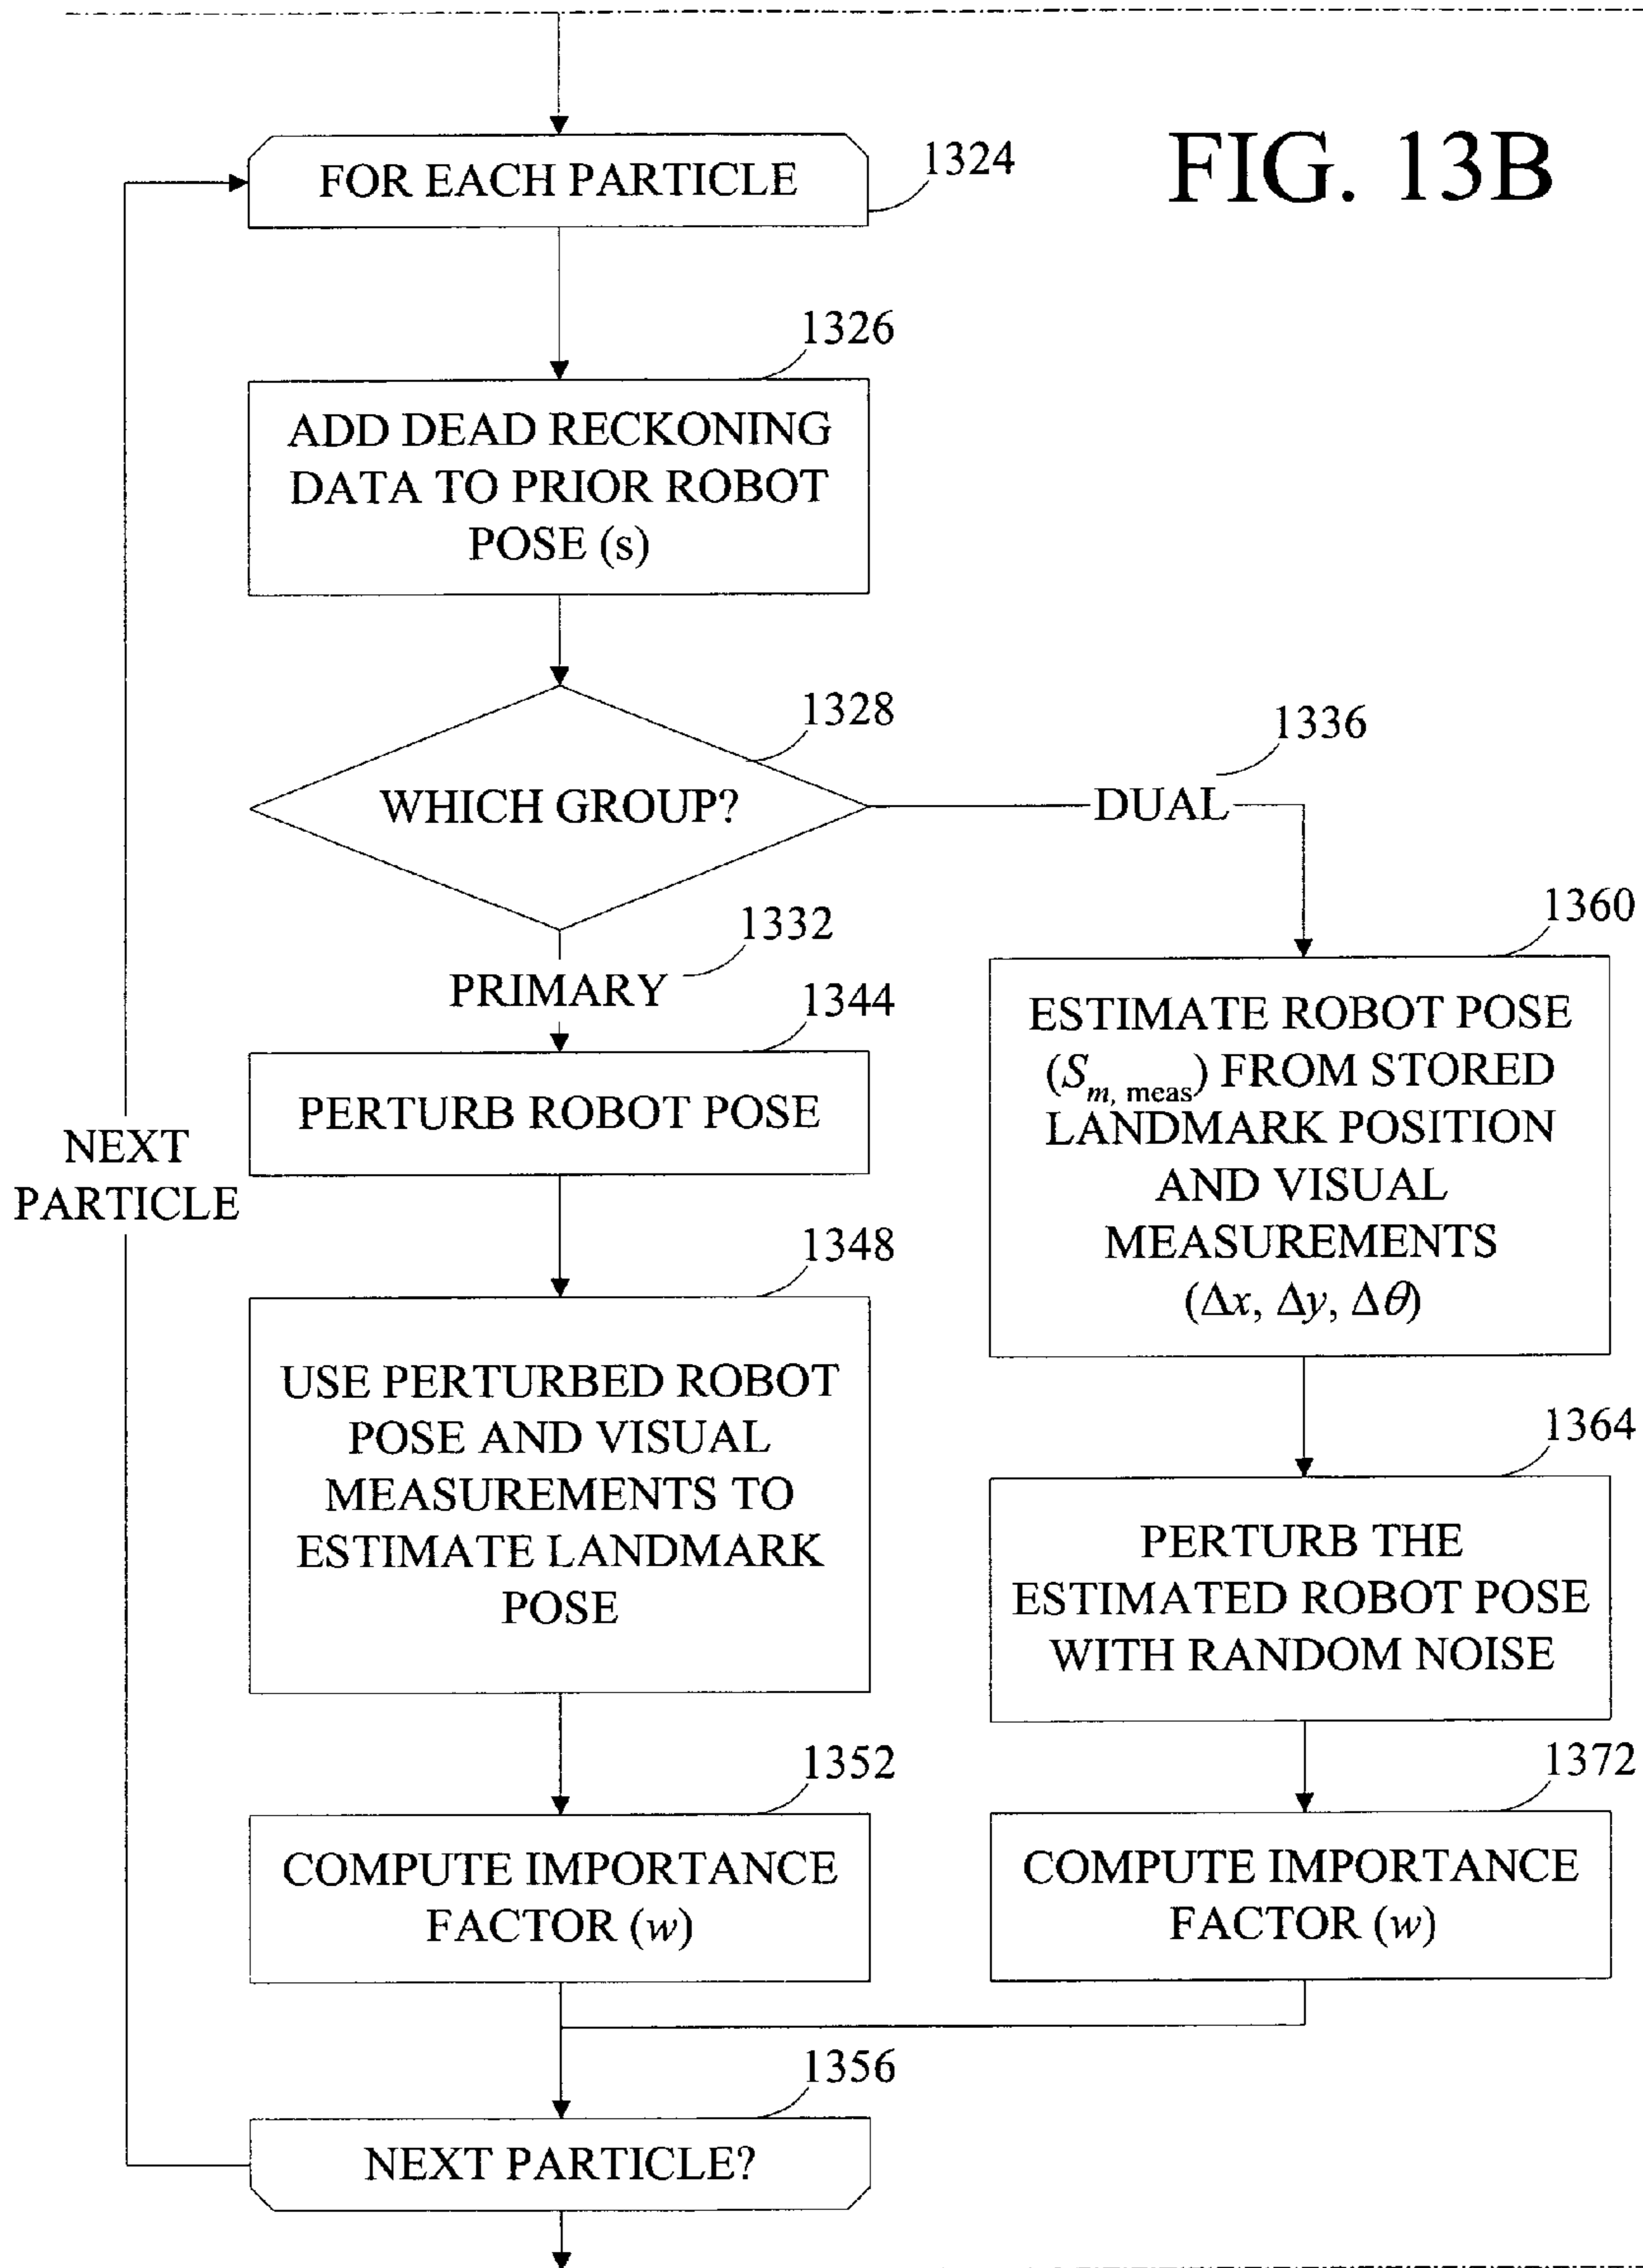 FIG. 13B
FOR EACH PARTICLE
1324
1326
ADD DEAD RECKONING
DATA TO PRIOR ROBOT
POSE (s)
1328
WHICH GROUP?
1336
DUAL
1332
PRIMARY
1344
PERTURB ROBOT POSE
NEXT
PARTICLE
1348
USE PERTURBED ROBOT
POSE AND VISUAL
MEASUREMENTS TO
ESTIMATE LANDMARK
POSE
1352
COMPUTE IMPORTANCE
FACTOR (w)
1360
ESTIMATE ROBOT POSE
(S_m, meas) FROM STORED
LANDMARK POSITION
AND VISUAL
MEASUREMENTS
(Δx, Δy, Δθ)
1364
PERTURB THE
ESTIMATED ROBOT POSE
WITH RANDOM NOISE
1372
COMPUTE IMPORTANCE
FACTOR (w)
1356
NEXT PARTICLE?